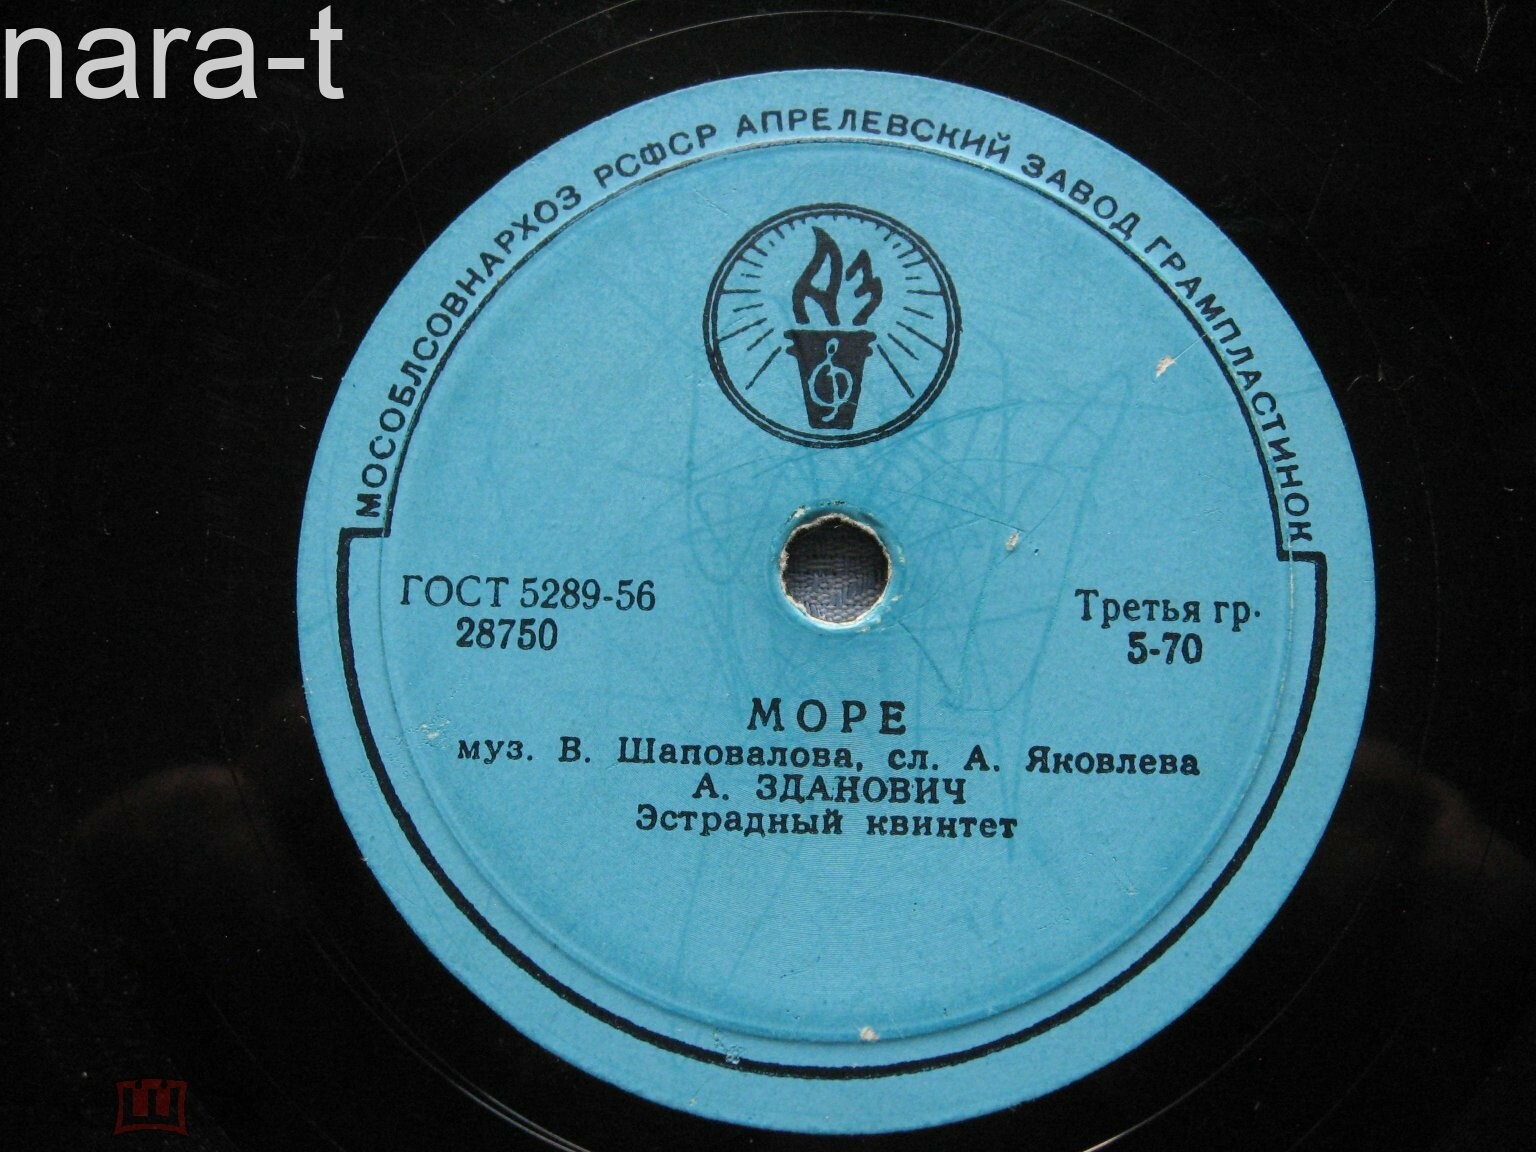 nara-t
МОСОБЛСОВНАРХОЗ РСФСР АПРЕЛЕВСКИЙ ЗАВОД ГРАМПЛАСТИНОК
АЗ
ГОСТ 5289-56
28750
Третья гр.
5-70
МОРЕ
муз. В. Шаповалова, сл. А. Яковлева
А. ЗДАНОВИЧ
Эстрадный квинтет